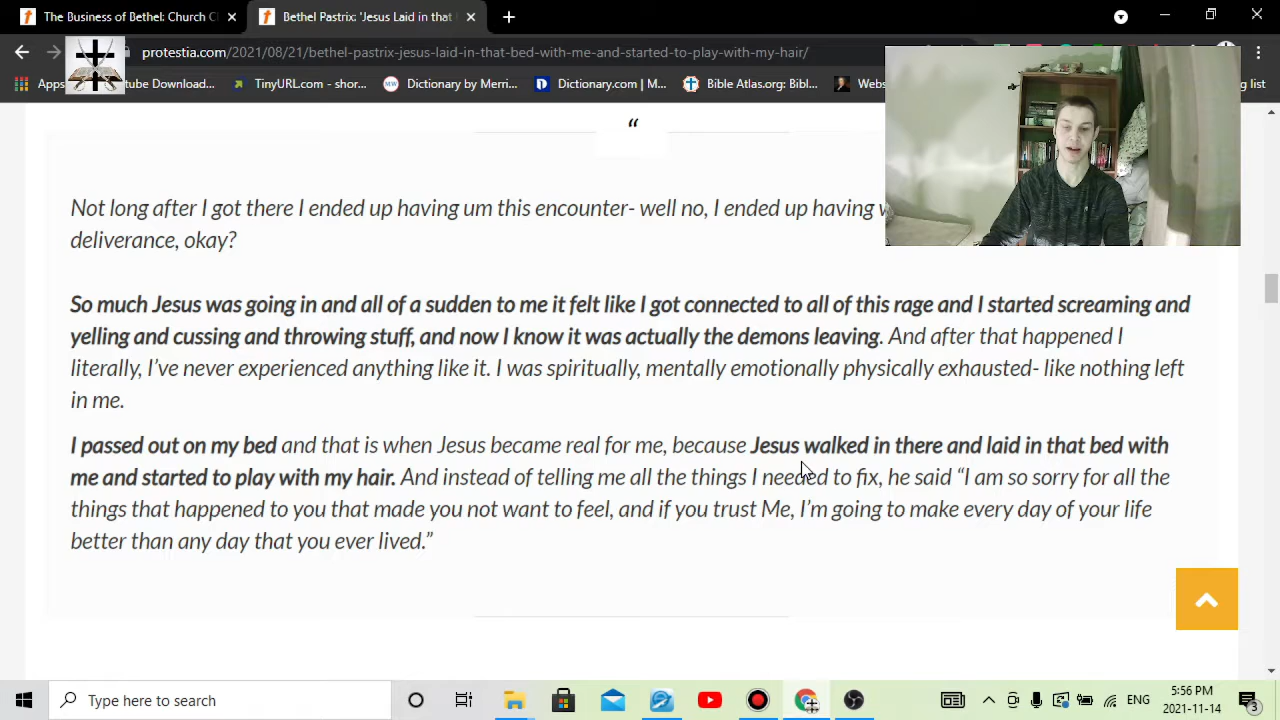 The Business of Bethel: Church C
Bethel Pastrix: 'Jesus Laid in that
protestia.com/2021/08/21/bethel-pastrix-jesus-laid-in-that-bed-with-me-and-started-to-play-with-my
Apps
tube Download...
TinyURL.com - shor...
Dictionary by Merri...
Dictionary.com | M...
Bible Atlas.org: Bibl...
Webs
g list
“
Not long after I got there I ended up having um this encounter- well no, I ended up having
deliverance, okay?
So much Jesus was going in and all of a sudden to me it felt like I got connected to all of this rage and I started screaming and
yelling and cussing and throwing stuff, and now I know it was actually the demons leaving. And after that happened I
literally, I’ve never experienced anything like it. I was spiritually, mentally emotionally physically exhausted- like nothing left
in me.
I passed out on my bed and that is when Jesus became real for me, because Jesus walked in there and laid in that bed with
me and started to play with my hair. And instead of telling me all the things I needed to fix, he said “I am so sorry for all the
things that happened to you that made you not want to feel, and if you trust Me, I’m going to make every day of your life
better than any day that you ever lived.”
Type here to search
ENG
5:56 PM
2021-11-14
3